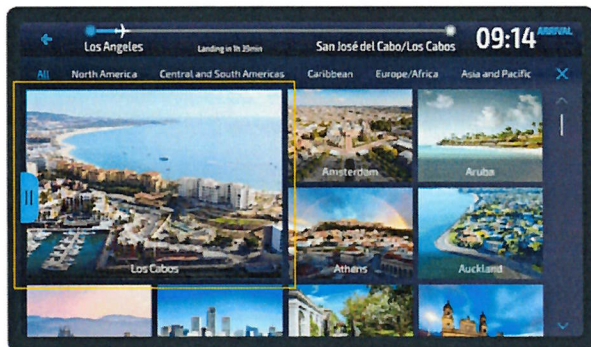 Los Angeles
Landing in 1h 39min
San José del Cabo/Los Cabos
09:14
ARRIVAL
All
North America
Central and South Americas
Caribbean
Europe/Africa
Asia and Pacific
Los Cabos
Amsterdam
Aruba
Athens
Auckland